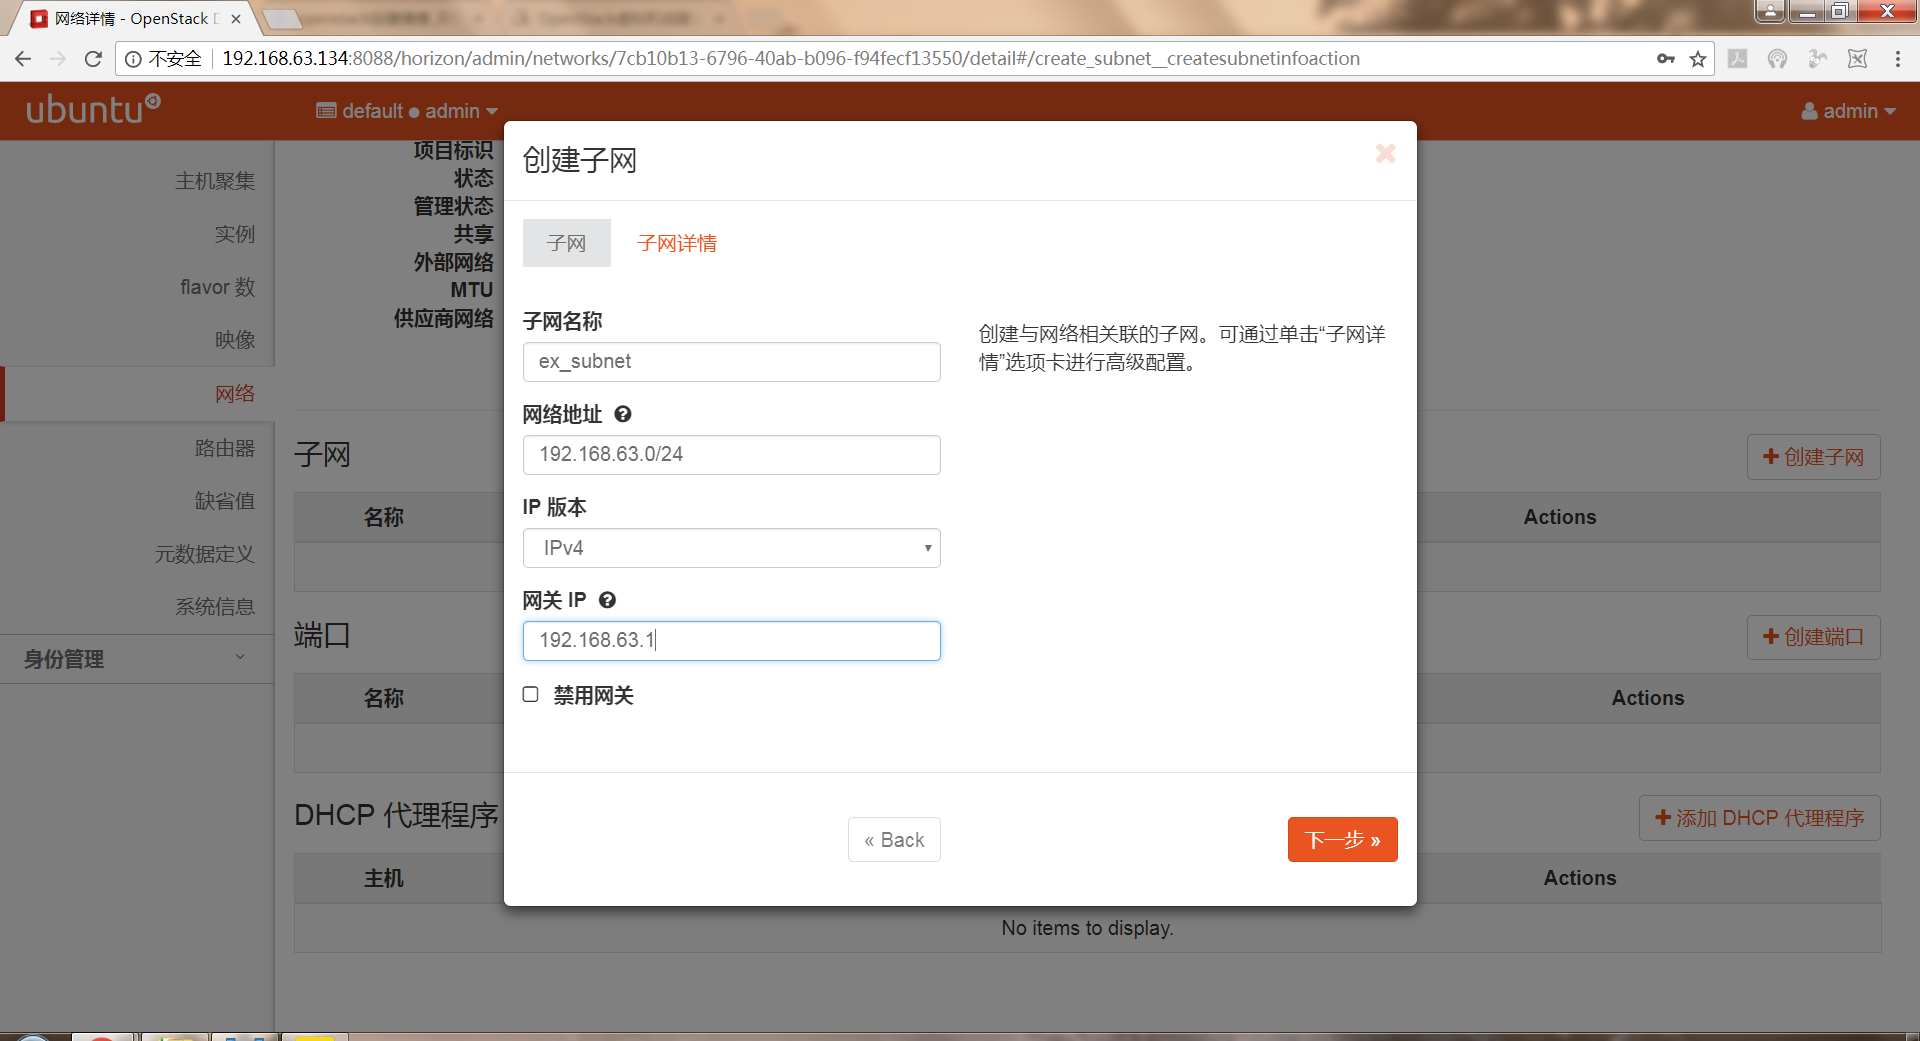 网络详情 - OpenStack D
不安全
192.168.63.134:8088/horizon/admin/networks/7cb10b13-6796-40ab-b096-f94fecf13550/detail#/create_subnet__createsubnetinfoaction
ubuntu
default
admin
admin
主机聚集
实例
flavor 数
映像
网络
路由器
缺省值
元数据定义
系统信息
身份管理
项目标识
状态
管理状态
共享
外部网络
MTU
供应商网络
创建子网
子网
子网详情
子网名称
ex_subnet
网络地址
192.168.63.0/24
IP 版本
IPv4
网关 IP
192.168.63.1
禁用网关
创建与网络相关联的子网。可通过单击“子网详
情”选项卡进行高级配置。
« Back
下一步 »
子网
创建子网
名称
Actions
端口
创建端口
名称
Actions
DHCP 代理程序
添加 DHCP 代理程序
主机
Actions
No items to display.